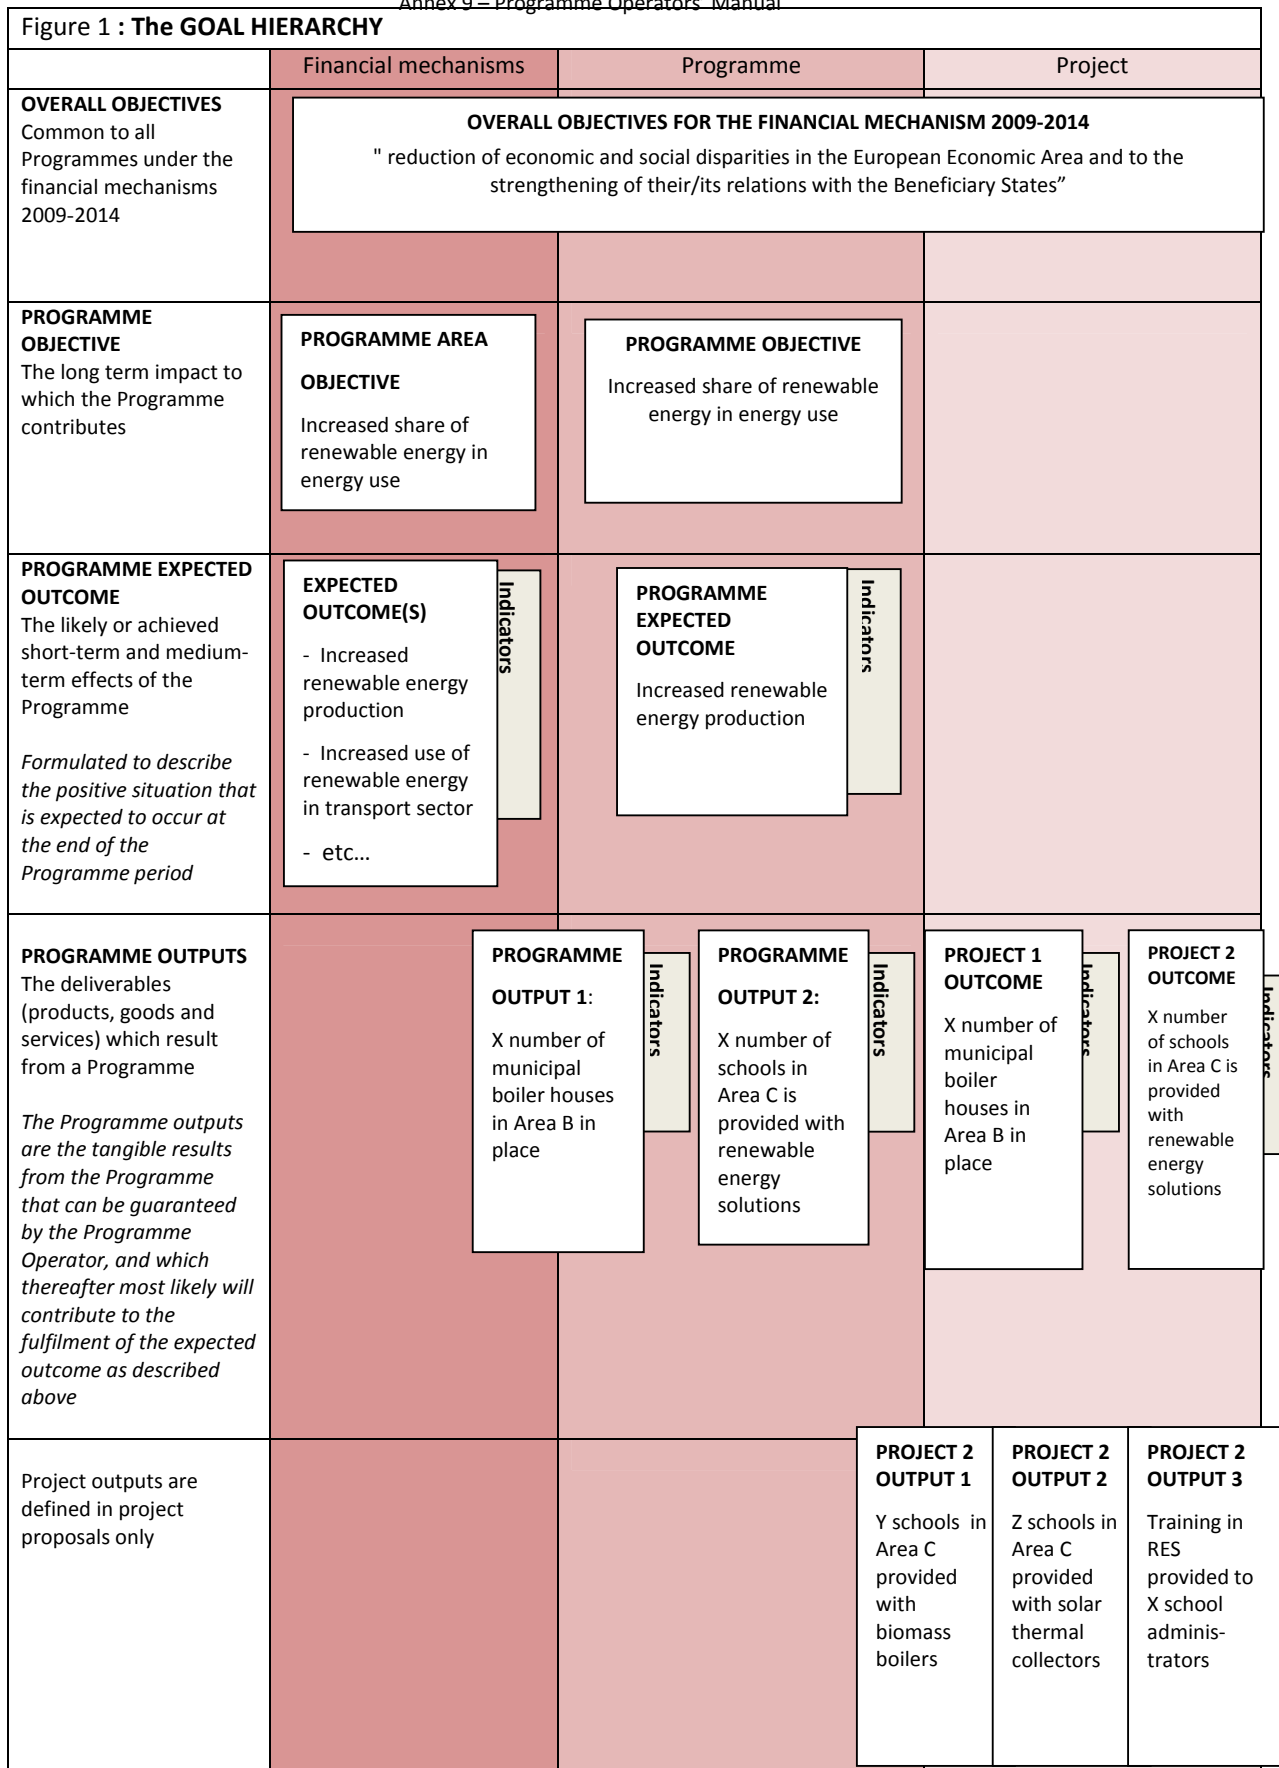 Annex 9 – Programme Operators' Manual
Figure 1 : The GOAL HIERARCHY
Financial mechanisms
Programme
Project
OVERALL OBJECTIVES
Common to all
Programmes under the
financial mechanisms
2009-2014
OVERALL OBJECTIVES FOR THE FINANCIAL MECHANISM 2009-2014
" reduction of economic and social disparities in the European Economic Area and to the
strengthening of their/its relations with the Beneficiary States”
PROGRAMME
OBJECTIVE
The long term impact to
which the Programme
contributes
PROGRAMME AREA
OBJECTIVE
Increased share of
renewable energy in
energy use
PROGRAMME OBJECTIVE
Increased share of renewable
energy in energy use
PROGRAMME EXPECTED
OUTCOME
The likely or achieved
short-term and medium-
term effects of the
Programme
Formulated to describe
the positive situation that
is expected to occur at
the end of the
Programme period
EXPECTED
OUTCOME(S)
- Increased
renewable energy
production
- Increased use of
renewable energy
in transport sector
- etc...
Indicators
PROGRAMME
EXPECTED
OUTCOME
Increased renewable
energy production
Indicators
PROGRAMME OUTPUTS
The deliverables
(products, goods and
services) which result
from a Programme
The Programme outputs
are the tangible results
from the Programme
that can be guaranteed
by the Programme
Operator, and which
thereafter most likely will
contribute to the
fulfilment of the expected
outcome as described
above
PROGRAMME
OUTPUT 1:
X number of
municipal
boiler houses
in Area B in
place
Indicators
PROGRAMME
OUTPUT 2:
X number of
schools in
Area C is
provided with
renewable
energy
solutions
Indicators
PROJECT 1
OUTCOME
X number of
municipal
boiler
houses in
Area B in
place
Indicators
PROJECT 2
OUTCOME
X number
of schools
in Area C is
provided
with
renewable
energy
solutions
Indicators
Project outputs are
defined in project
proposals only
PROJECT 2
OUTPUT 1
Y schools in
Area C
provided
with
biomass
boilers
PROJECT 2
OUTPUT 2
Z schools in
Area C
provided
with solar
thermal
collectors
PROJECT 2
OUTPUT 3
Training in
RES
provided to
X school
adminis-
trators